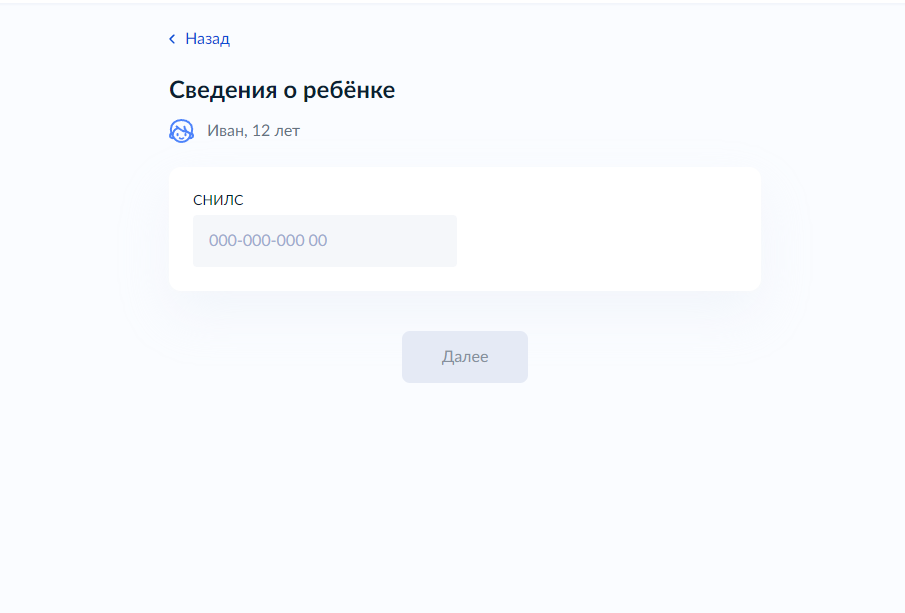 Назад
Сведения о ребёнке
Иван, 12 лет
СНИЛС
000-000-000 00
Далее